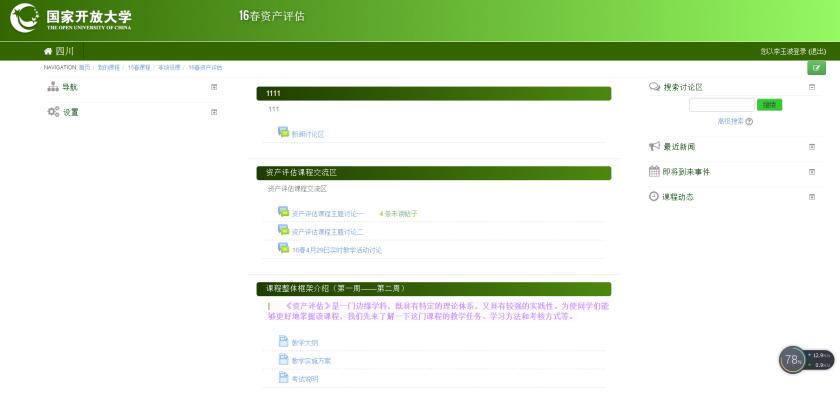 国家开放大学
THE OPEN UNIVERSITY OF CHINA
16春资产评估
四川
您以李玉波登录 (退出)
NAVIGATION: 首页 / 我的课程 / 16春课程 / 本站设课 / 16春资产评估
导航
设置
1111
111
新闻讨论区
资产评估课程交流区
资产评估课程交流区
资产评估课程主题讨论一 4 条未读帖子
资产评估课程主题讨论二
16春4月29日实时教学活动讨论
课程整体框架介绍（第一周——第二周）
《资产评估》是一门边缘学科，既具有特定的理论体系，又具有较强的实践性。为使同学们能
够更好地掌握该课程，我们先来了解一下这门课程的教学任务、学习方法和考核方式等。
教学大纲
教学实施方案
考试说明
搜索讨论区
搜索
高级搜索
最近新闻
即将到来事件
课程动态
78%
12.9K/s
0.9K/s